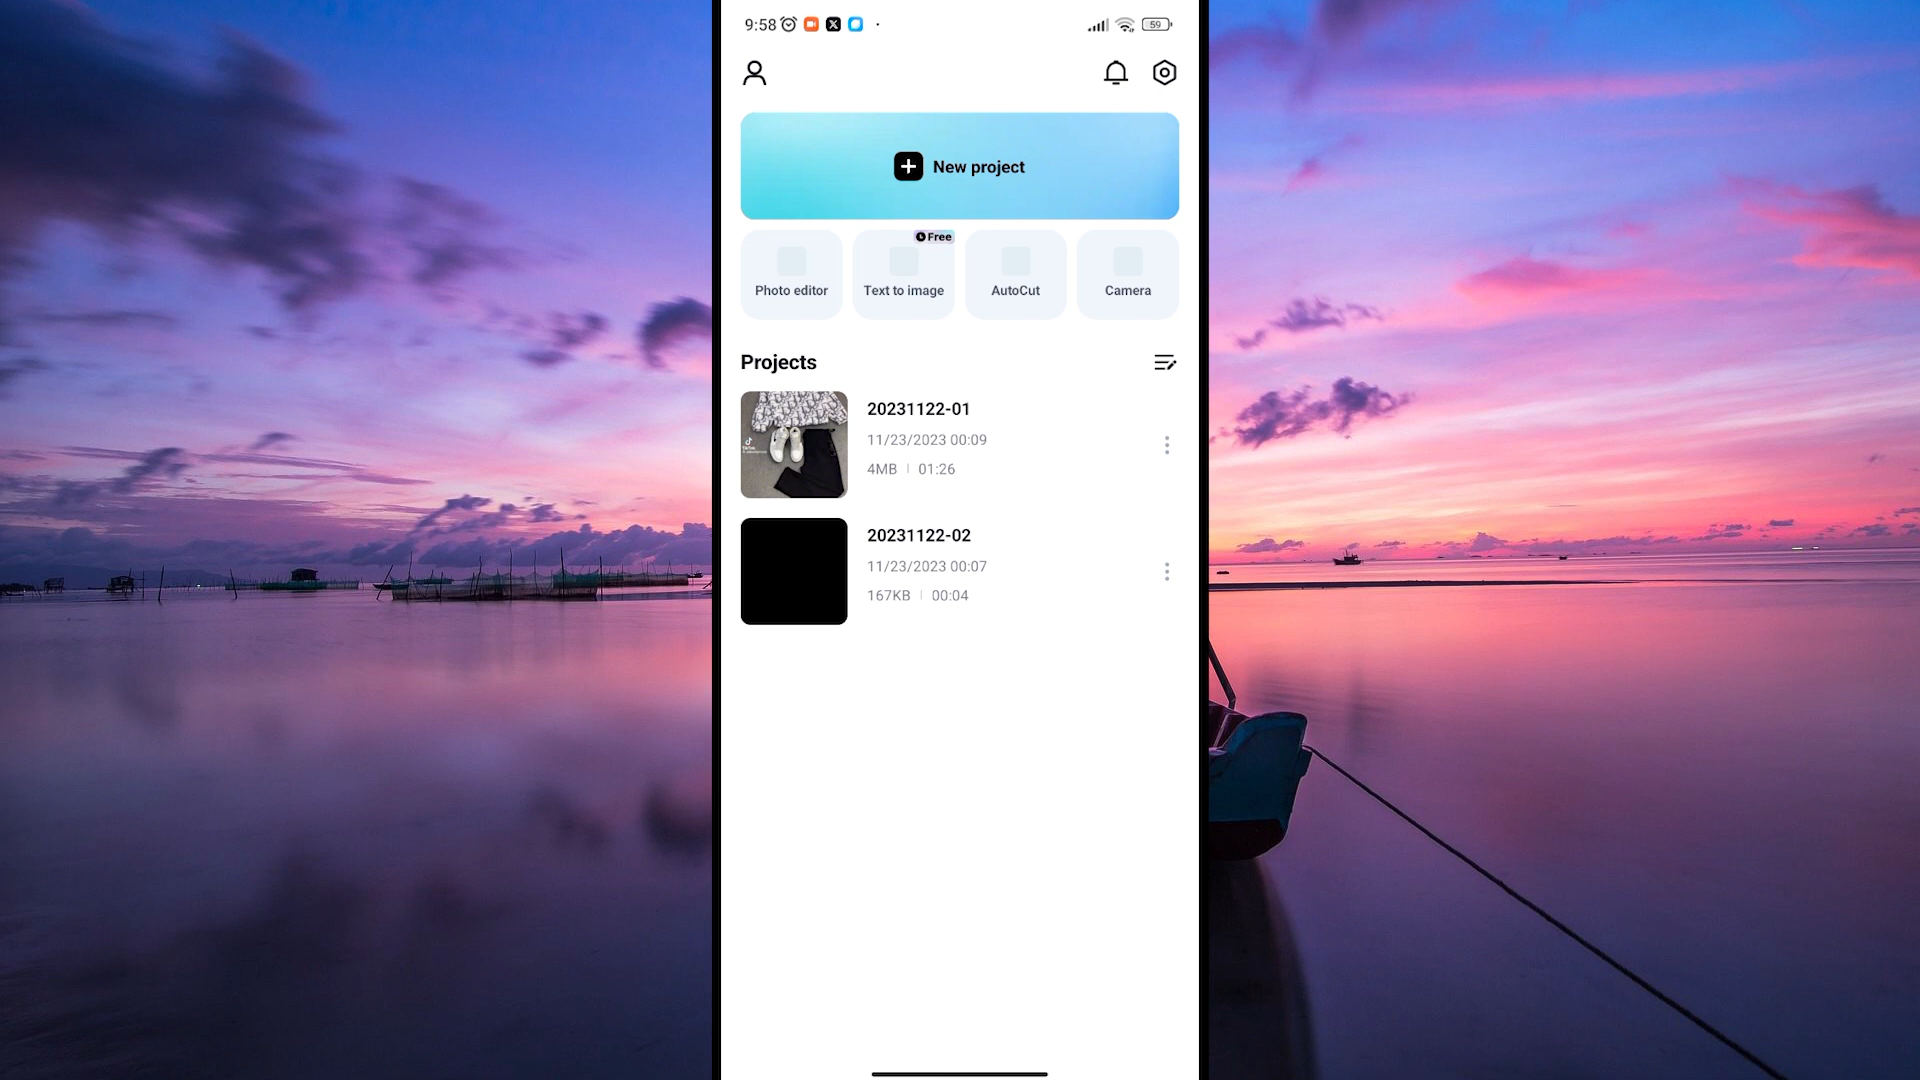 9:58
59
New project
Free
Photo editor
Text to image
AutoCut
Camera
Projects
20231122-01
11/23/2023 00:09
4MB | 01:26
20231122-02
11/23/2023 00:07
167KB | 00:04